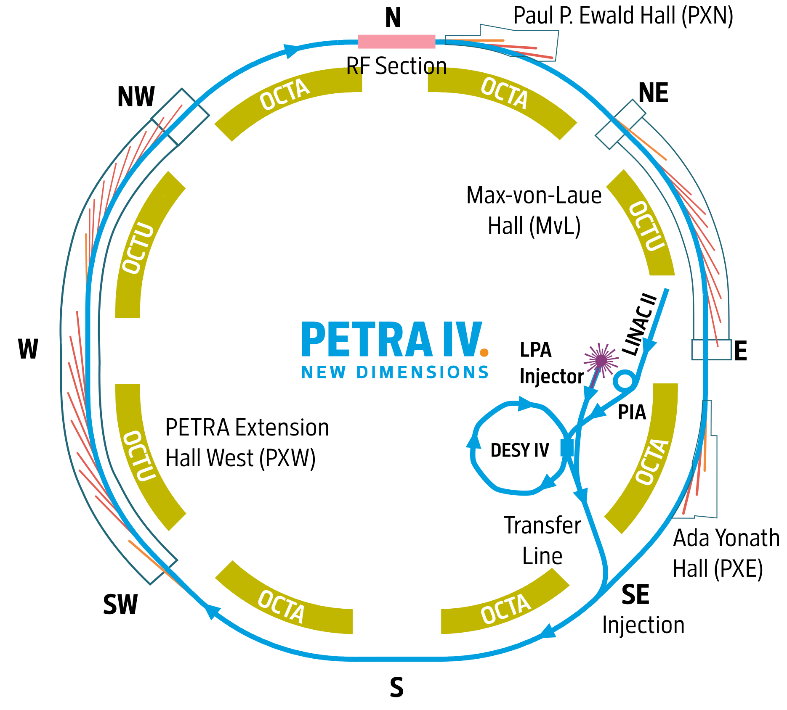 N
Paul P. Ewald Hall (PXN)
RF Section
NW
OCTA
OCTA
NE
Max-von-Laue
Hall (MvL)
OCTU
OCTU
LINAC II
PETRA IV.
NEW DIMENSIONS
LPA
Injector
W
E
PIA
PETRA Extension
Hall West (PXW)
OCTU
DESY IV
OCTA
Transfer
Line
Ada Yonath
Hall (PXE)
SW
OCTA
OCTA
SE
Injection
S